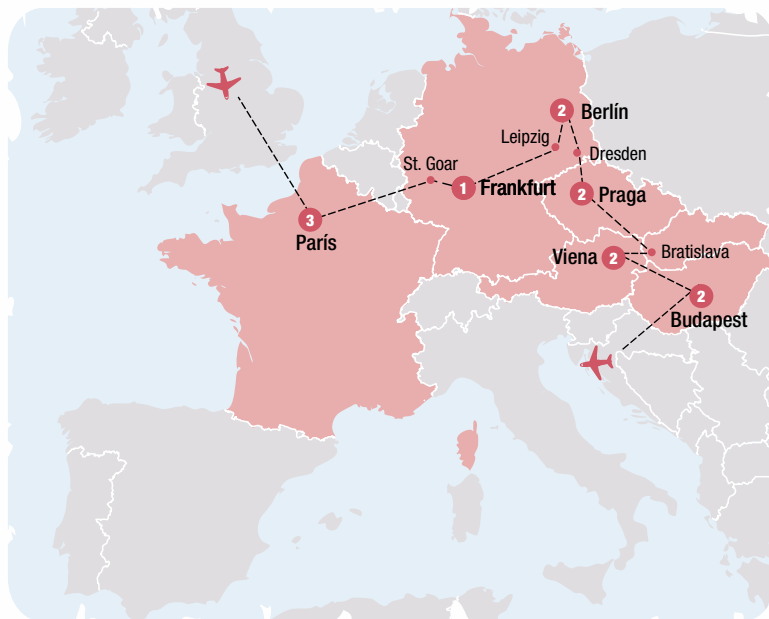 2 Berlín
Leipzig
Dresden
St. Goar
1 Frankfurt
2 Praga
3
París
Bratislava
Viena 2
2
Budapest